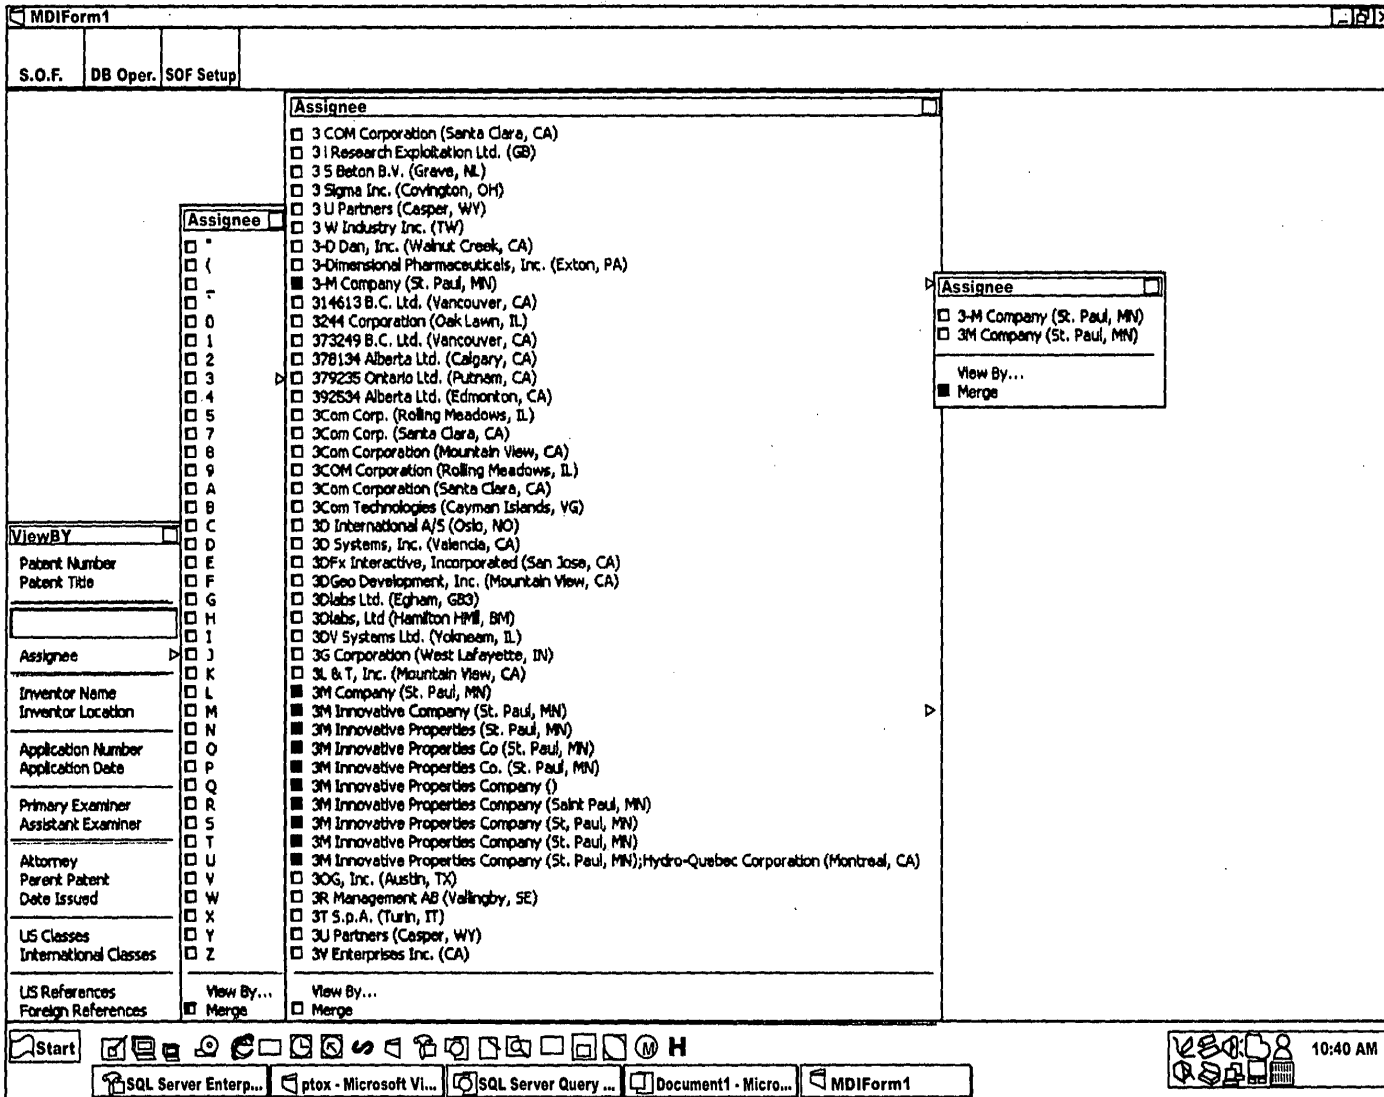 MDIForm1
S.O.F.
DB Oper.
SOF Setup
Assignee
3 COM Corporation (Santa Clara, CA)
3 I Research Exploitation Ltd. (GB)
3 S Beton B.V. (Grave, NL)
3 Sigma Inc. (Covington, OH)
3 U Partners (Casper, WY)
3 W Industry Inc. (TW)
3-D Dan, Inc. (Walnut Creek, CA)
3-Dimensional Pharmaceuticals, Inc. (Exton, PA)
3-M Company (St. Paul, MN)
314613 B.C. Ltd. (Vancouver, CA)
3244 Corporation (Oak Lawn, IL)
373249 B.C. Ltd. (Vancouver, CA)
378134 Alberta Ltd. (Calgary, CA)
379235 Ontario Ltd. (Putnam, CA)
392534 Alberta Ltd. (Edmonton, CA)
3Com Corp. (Rolling Meadows, IL)
3Com Corp. (Santa Clara, CA)
3Com Corporation (Mountain View, CA)
3COM Corporation (Rolling Meadows, IL)
3Com Corporation (Santa Clara, CA)
3Com Technologies (Cayman Islands, VG)
3D International A/S (Oslo, NO)
3D Systems, Inc. (Valencia, CA)
3DFx Interactive, Incorporated (San Jose, CA)
3DGeo Development, Inc. (Mountain View, CA)
3Dlabs Ltd. (Egham, GB3)
3Dlabs, Ltd (Hamilton HMll, BM)
3DV Systems Ltd. (Yokneam, IL)
3G Corporation (West Lafayette, IN)
3L & T, Inc. (Mountain View, CA)
3M Company (St. Paul, MN)
3M Innovative Company (St. Paul, MN)
3M Innovative Properties (St. Paul, MN)
3M Innovative Properties Co (St. Paul, MN)
3M Innovative Properties Co. (St. Paul, MN)
3M Innovative Properties Company ()
3M Innovative Properties Company (Saint Paul, MN)
3M Innovative Properties Company (St, Paul, MN)
3M Innovative Properties Company (St. Paul, MN)
3M Innovative Properties Company (St. Paul, MN);Hydro-Quebec Corporation (Montreal, CA)
3OG, Inc. (Austin, TX)
3R Management AB (Vallingby, SE)
3T S.p.A. (Turin, IT)
3U Partners (Casper, WY)
3V Enterprises Inc. (CA)
View By...
Merge
Assignee
"
(
_
`
0
1
2
3
4
5
7
8
9
A
B
C
D
E
F
G
H
I
J
K
L
M
N
O
P
Q
R
S
T
U
V
W
X
Y
Z
View By...
Merge
Assignee
3-M Company (St. Paul, MN)
3M Company (St. Paul, MN)
View By...
Merge
ViewBY
Patent Number
Patent Title
Assignee
Inventor Name
Inventor Location
Application Number
Application Date
Primary Examiner
Assistant Examiner
Attorney
Parent Patent
Date Issued
US Classes
International Classes
US References
Foreign References
Start
M
H
10:40 AM
SQL Server Enterp...
ptox - Microsoft Vi...
SQL Server Query ...
Document1 - Micro...
MDIForm1